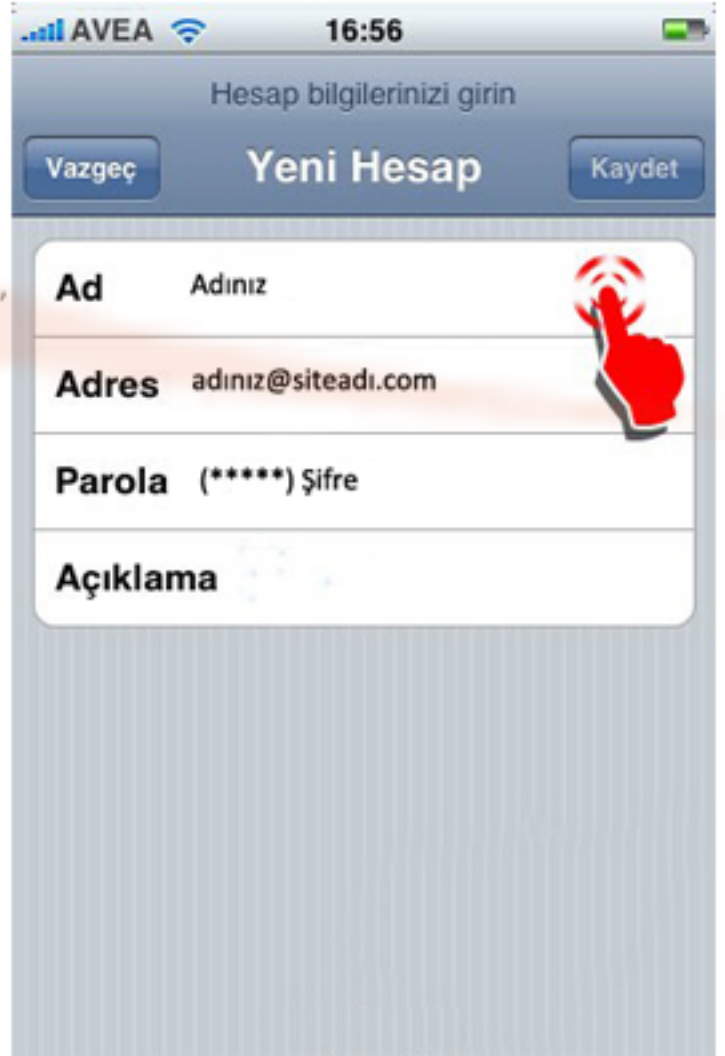 AVEA 16:56
Hesap bilgilerinizi girin
Vazgeç Yeni Hesap Kaydet
Ad Adınız
Adres adınız@siteadı.com
Parola (*****) Şifre
Açıklama